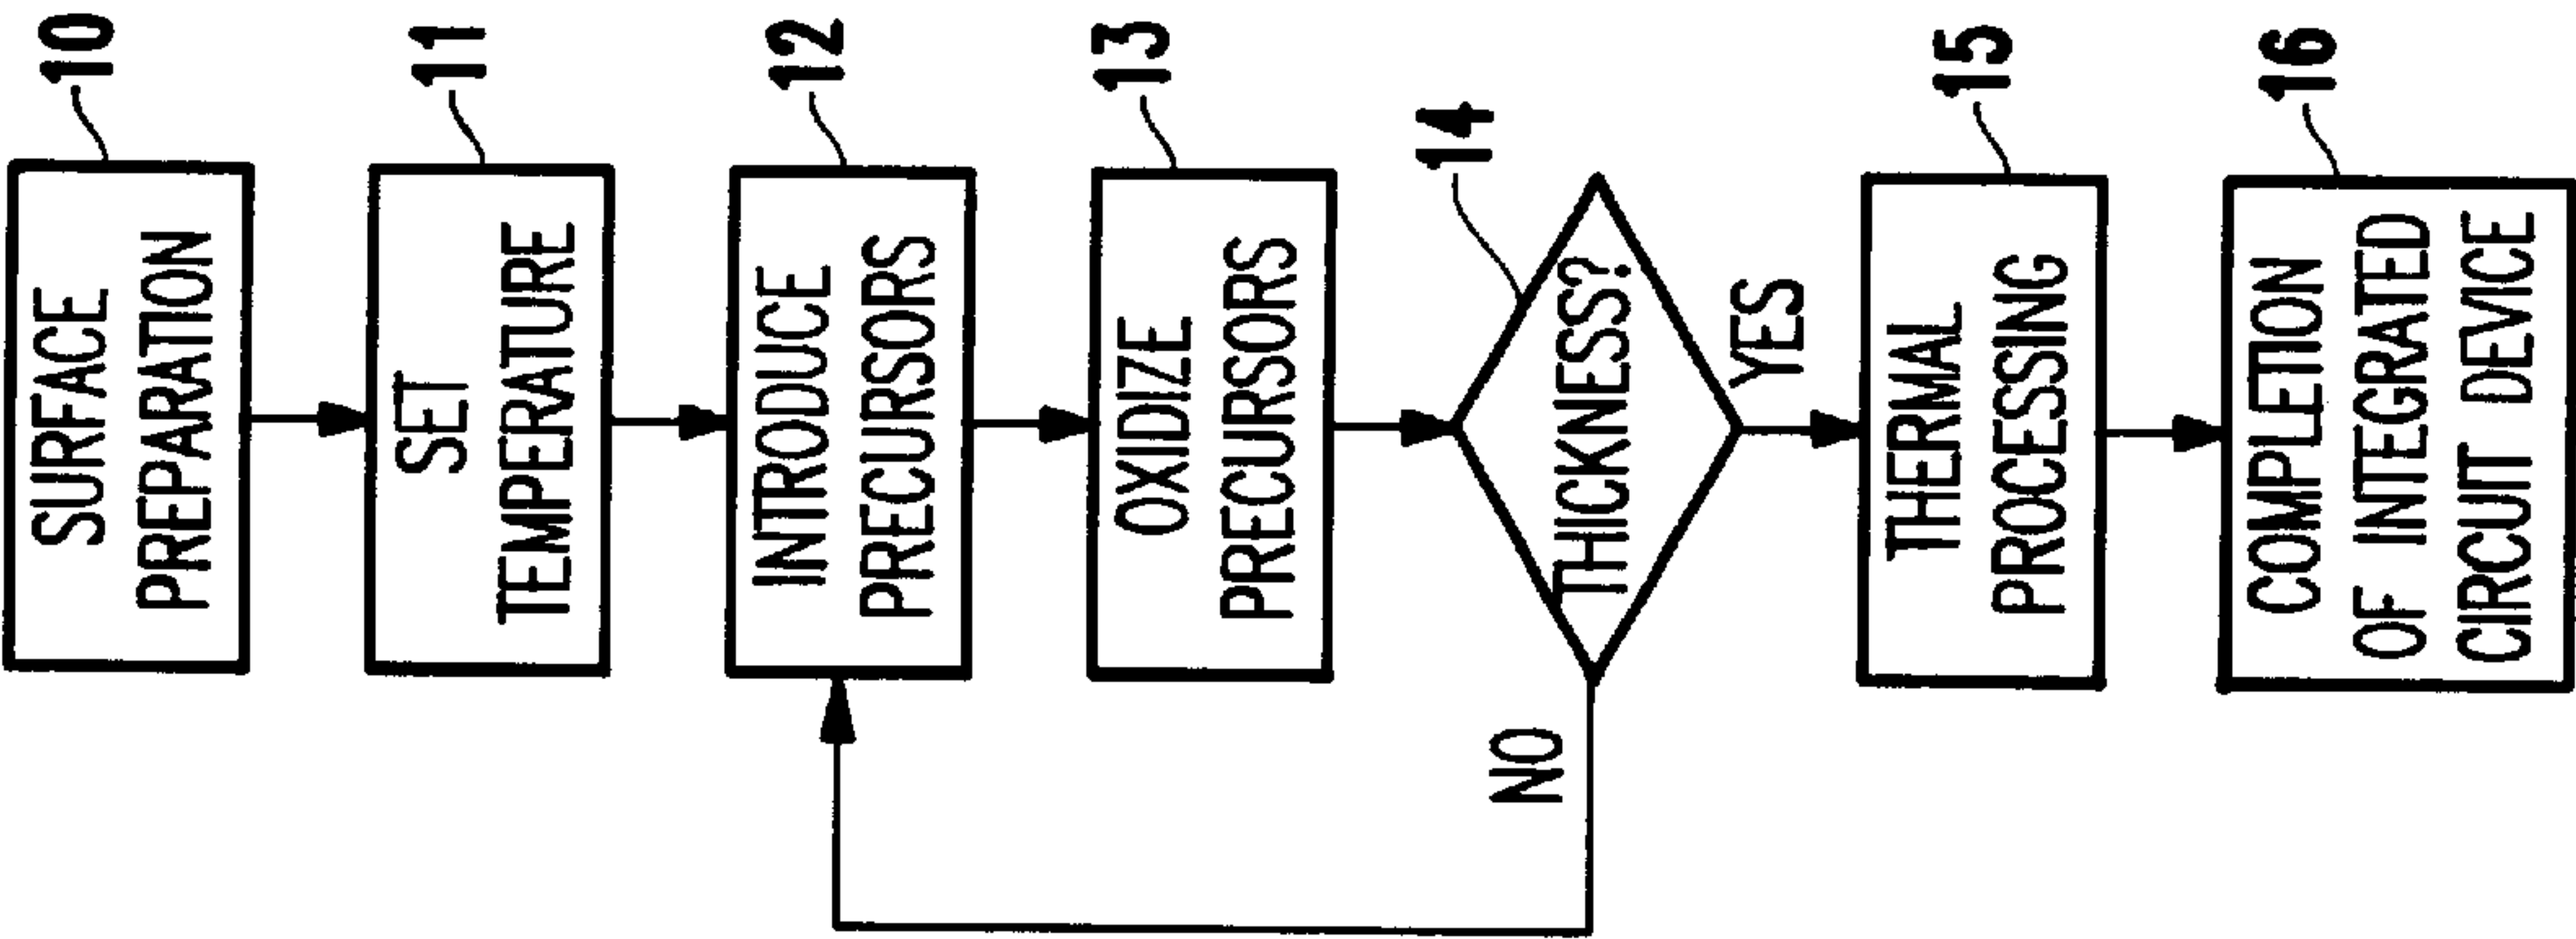 10
SURFACE
PREPARATION
11
SET
TEMPERATURE
12
INTRODUCE
PRECURSORS
13
OXIDIZE
PRECURSORS
14
THICKNESS?
NO
YES
15
THERMAL
PROCESSING
16
COMPLETION
OF INTEGRATED
CIRCUIT DEVICE